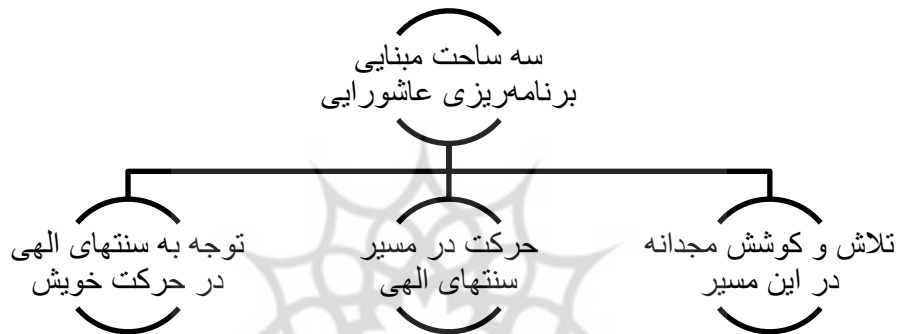 سه ساحت مبنایی
برنامه‌ریزی عاشورایی
تلاش و کوشش مجدانه
در این مسیر
حرکت در مسیر
سنتهای الهی
توجه به سنتهای الهی
در حرکت خویش